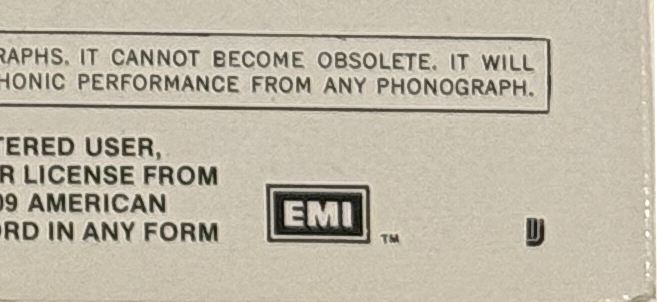 RAPHS. IT CANNOT BECOME OBSOLETE. IT WILL
HONIC PERFORMANCE FROM ANY PHONOGRAPH.
TERED USER,
R LICENSE FROM
09 AMERICAN
ORD IN ANY FORM
EMI ™